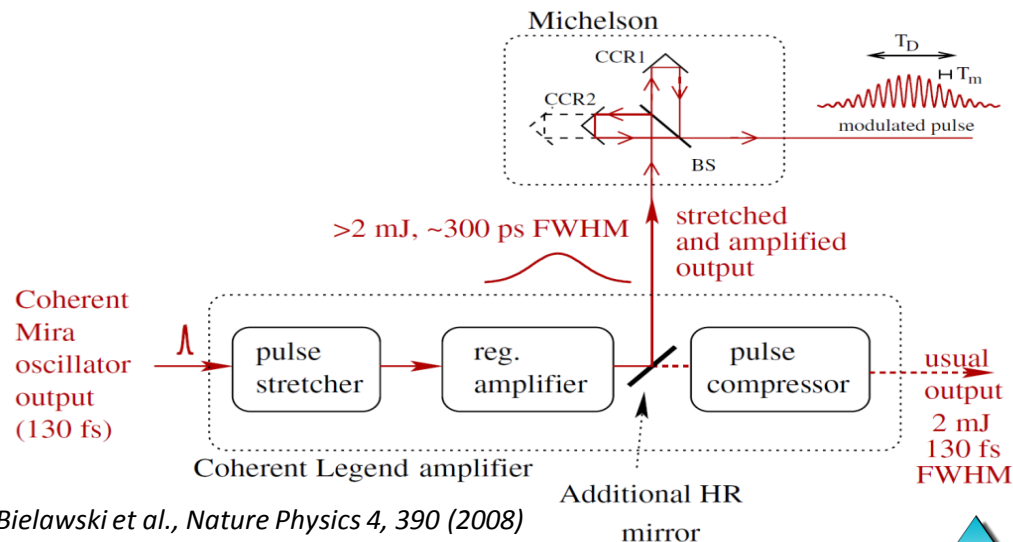 Michelson
CCR1
CCR2
BS
T_D
T_m
modulated pulse
>2 mJ, ~300 ps FWHM
stretched
and amplified
output
Coherent
Mira
oscillator
output
(130 fs)
pulse
stretcher
reg.
amplifier
pulse
compressor
usual
output
2 mJ
130 fs
FWHM
Coherent Legend amplifier
Additional HR
mirror
Bielawski et al., Nature Physics 4, 390 (2008)